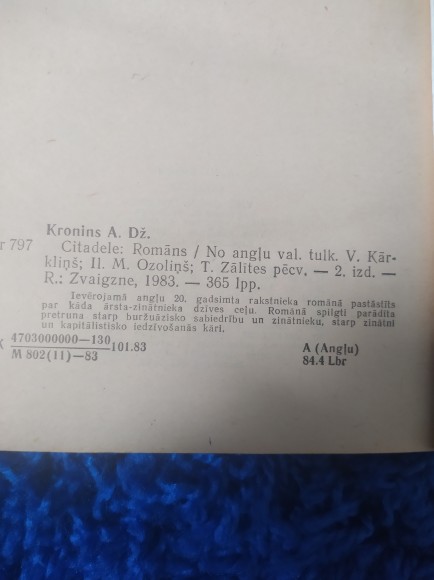 Kronins A. Dž.
r 797 Citadele: Romāns / No angļu val. tulk. V. Kār-
kliņš; Il. M. Ozoliņš; T. Zālītes pēcv. — 2. izd. —
R.: Zvaigzne, 1983. — 365 lpp.
Ievērojamā angļu 20. gadsimta rakstnieka romānā pastāstīts
par kāda ārsta-zinātnieka dzīves ceļu. Romānā spilgti parādīta
pretruna starp buržuāzisko sabiedrību un zinātnieku, starp zinātni
un kapitālistisko iedzīvošanās kāri.
K 4703000000—130
M 802(11)—83
101.83
A (Angļu)
84.4 Lbr